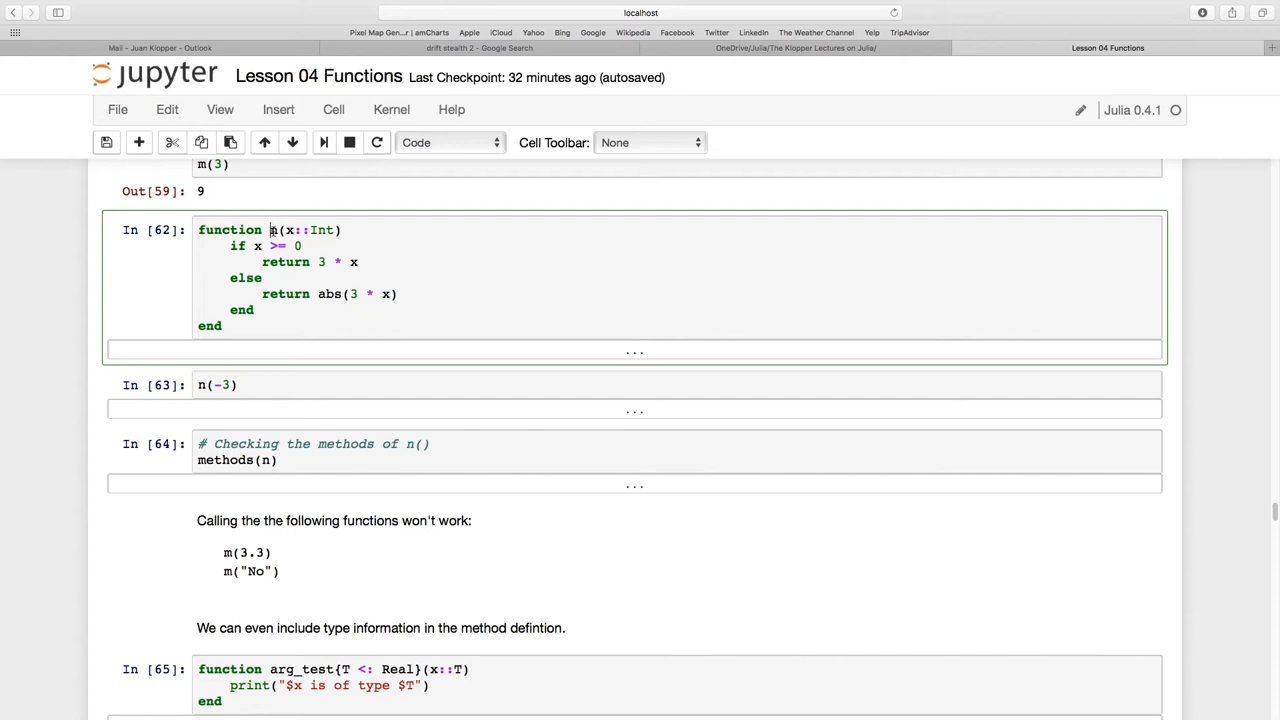 localhost
Pixel Map Gen...r | amCharts Apple iCloud Yahoo Bing Google Wikipedia Facebook Twitter LinkedIn The Weather Channel Yelp TripAdvisor
Mail - Juan Klopper - Outlook drift stealth 2 - Google Search OneDrive/Julia/The Klopper Lectures on Julia/ Lesson 04 Functions
jupyter Lesson 04 Functions Last Checkpoint: 32 minutes ago (autosaved)
File Edit View Insert Cell Kernel Help Julia 0.4.1
Code Cell Toolbar: None
m(3)
Out[59]: 9
In [62]: function n(x::Int)
if x >= 0
return 3 * x
else
return abs(3 * x)
end
end
...
In [63]: n(-3)
...
In [64]: # Checking the methods of n()
methods(n)
...
Calling the the following functions won't work:
m(3.3)
m("No")
We can even include type information in the method defintion.
In [65]: function arg_test{T <: Real}(x::T)
print("$x is of type $T")
end